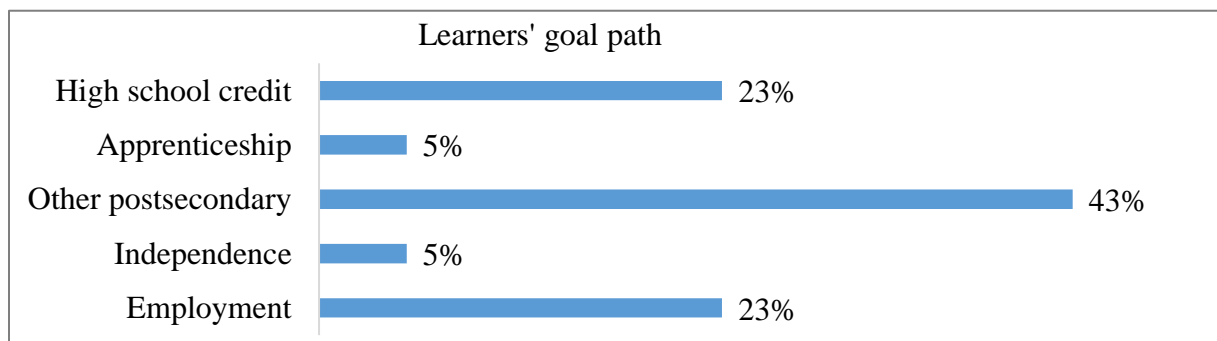 Learners' goal path
High school credit 23%
Apprenticeship 5%
Other postsecondary 43%
Independence 5%
Employment 23%